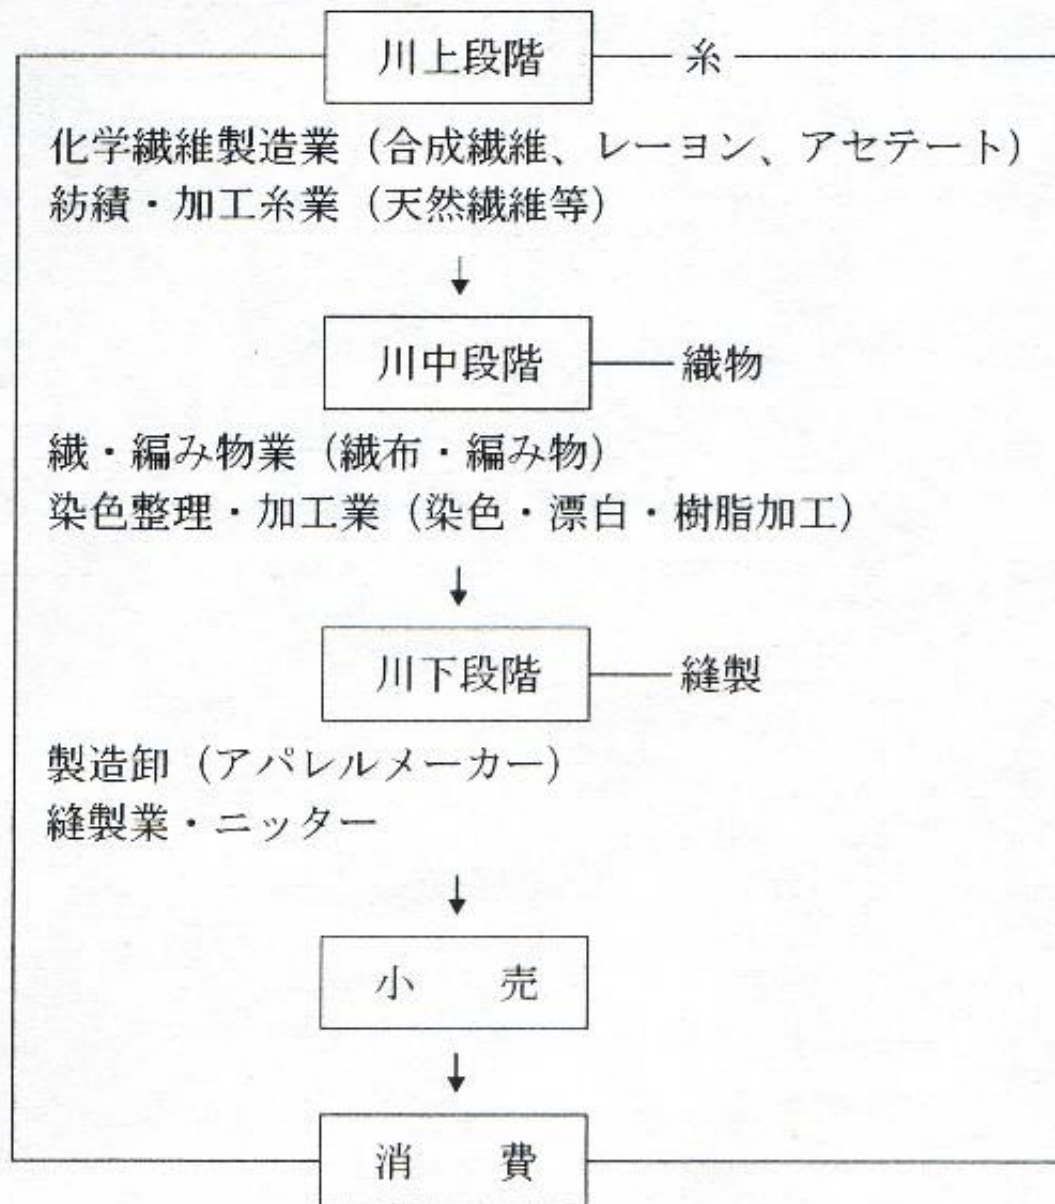 川上段階 糸
化学繊維製造業（合成繊維、レーヨン、アセテート）
紡績・加工糸業（天然繊維等）
↓
川中段階 織物
繊・編み物業（繊布・編み物）
染色整理・加工業（染色・漂白・樹脂加工）
↓
川下段階 縫製
製造卸（アパレルメーカー）
縫製業・ニッター
↓
小 売
↓
消 費